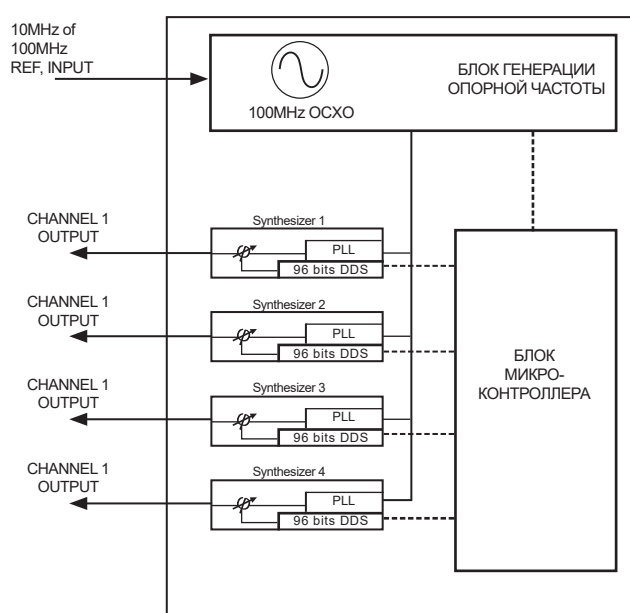 10MHz of
100MHz
REF, INPUT
БЛОК ГЕНЕРАЦИИ
ОПОРНОЙ ЧАСТОТЫ
100MHz OCXO
CHANNEL 1
OUTPUT
Synthesizer 1
PLL
96 bits DDS
CHANNEL 1
OUTPUT
Synthesizer 2
PLL
96 bits DDS
CHANNEL 1
OUTPUT
Synthesizer 3
PLL
96 bits DDS
CHANNEL 1
OUTPUT
Synthesizer 4
PLL
96 bits DDS
БЛОК
МИКРО-
КОНТРОЛЛЕРА